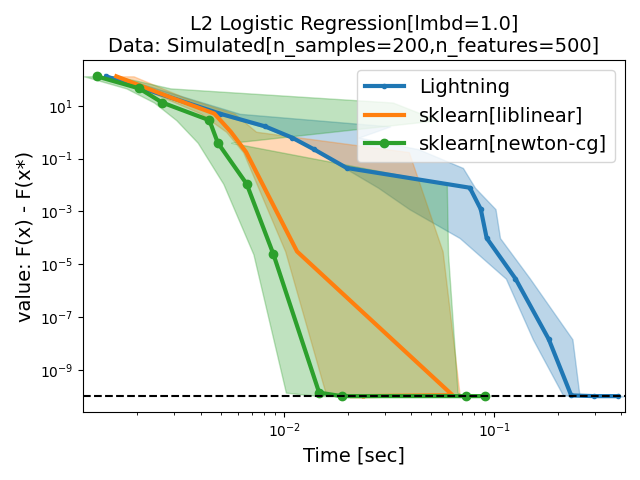 L2 Logistic Regression[lmbd=1.0]
Data: Simulated[n_samples=200,n_features=500]
Lightning
sklearn[liblinear]
sklearn[newton-cg]
value: F(x) - F(x*)
10¹
10⁻¹
10⁻³
10⁻⁵
10⁻⁷
10⁻⁹
10⁻²
10⁻¹
Time [sec]